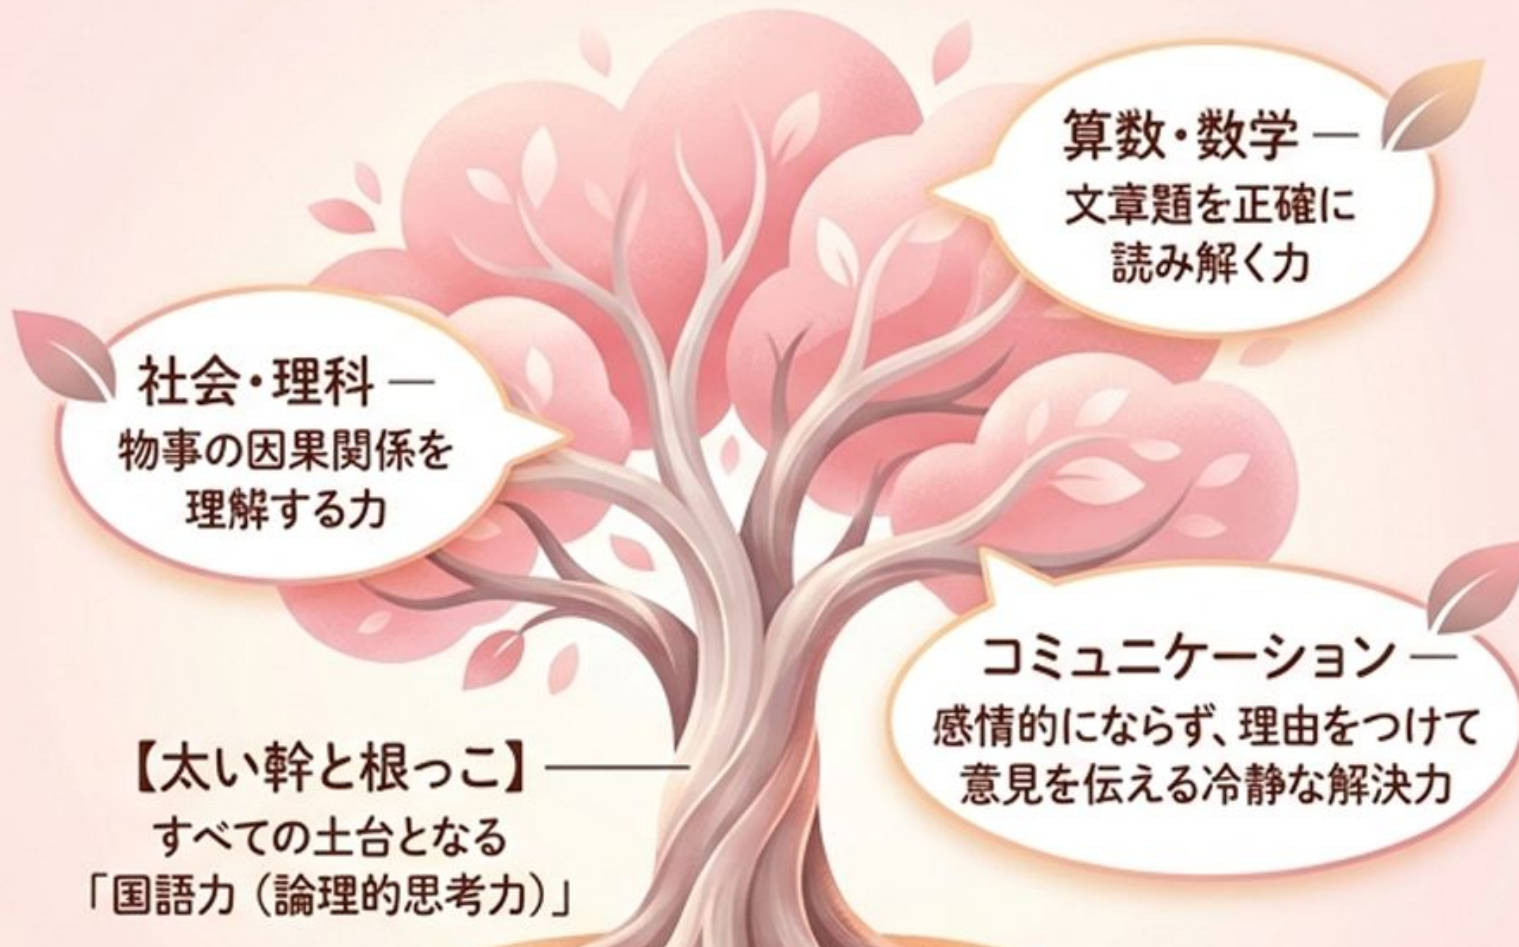 算数・数学 —
文章題を正確に
読み解く力
社会・理科 —
物事の因果関係を
理解する力
コミュニケーション —
感情的にならず、理由をつけて
意見を伝える冷静な解決力
【太い幹と根っこ】
すべての土台となる
「国語力（論理的思考力）」